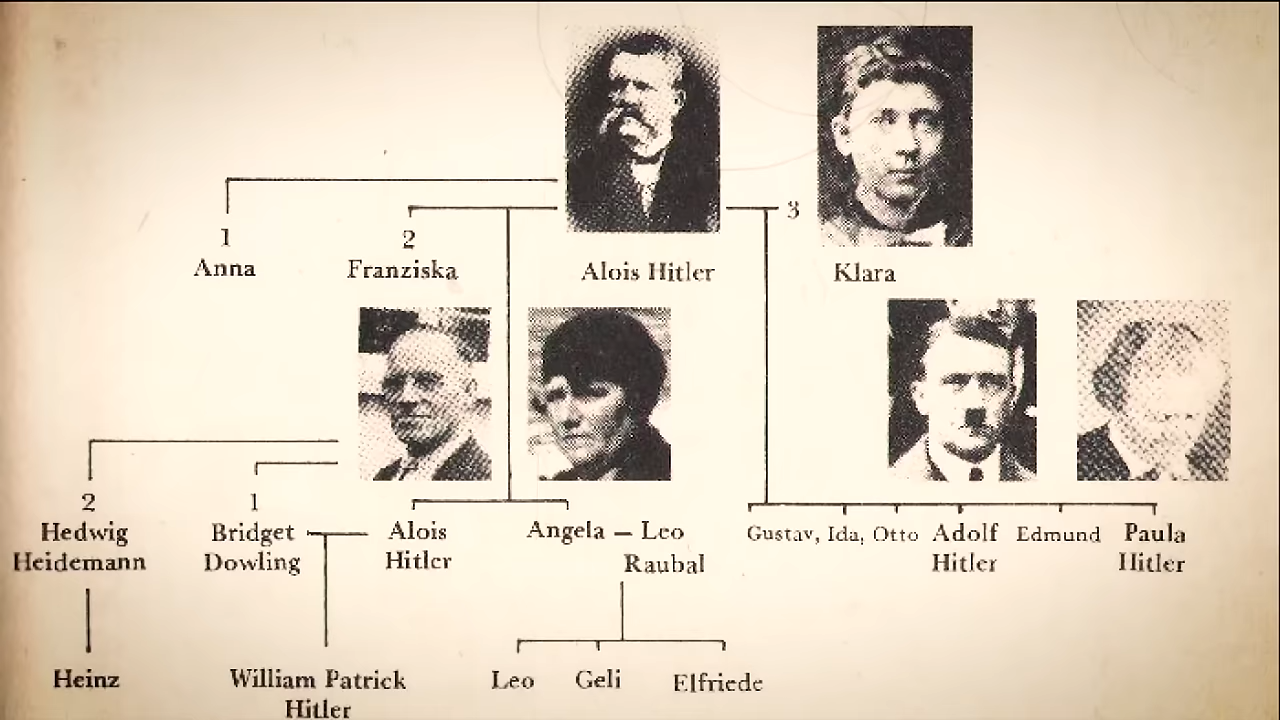 3
1
2
Anna
Franziska
Alois Hitler
Klara
2
1
Hedwig
Heidemann
Bridget
Dowling
Alois
Hitler
Angela – Leo
Raubal
Gustav, Ida, Otto
Adolf
Hitler
Edmund
Paula
Hitler
Heinz
William Patrick
Hitler
Leo
Geli
Elfriede